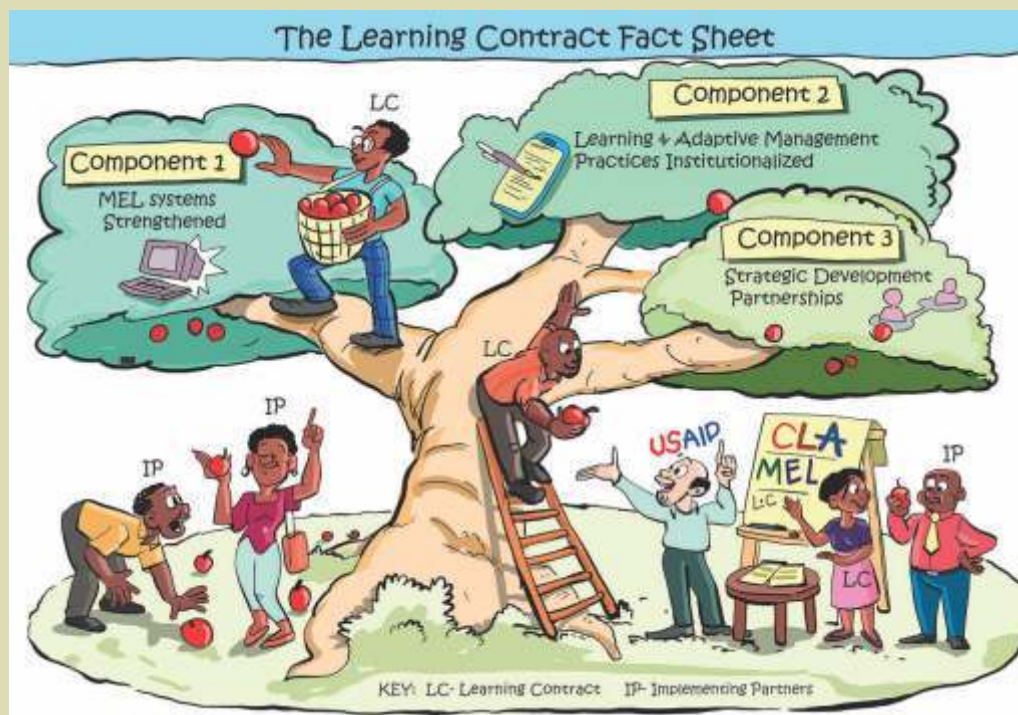 The Learning Contract Fact Sheet
LC
Component 1
MEL systems
Strengthened
Component 2
Learning & Adaptive Management
Practices Institutionalized
Component 3
Strategic Development
Partnerships
LC
IP
IP
USAID
CLA
MEL
LC
LC
IP
KEY: LC- Learning Contract IP- Implementing Partners